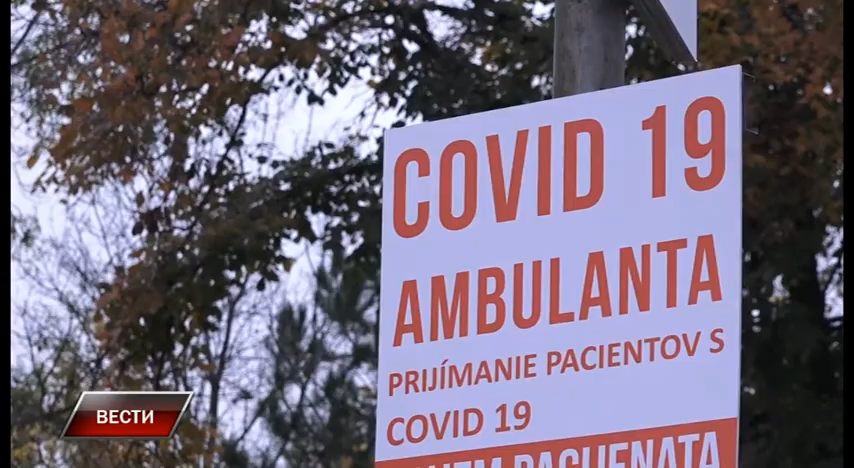 COVID 19
AMBULANTA
PRIJÍMANIE PACIENTOV S
COVID 19
ВЕСТИ